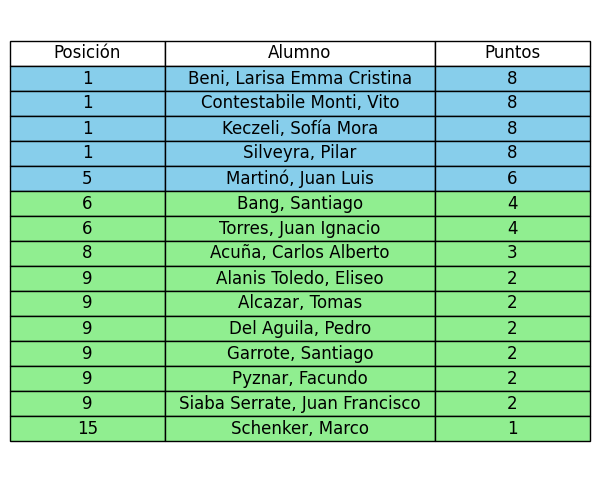 Posición Alumno Puntos
1 Beni, Larisa Emma Cristina 8
1 Contestabile Monti, Vito 8
1 Keczeli, Sofía Mora 8
1 Silveyra, Pilar 8
5 Martinó, Juan Luis 6
6 Bang, Santiago 4
6 Torres, Juan Ignacio 4
8 Acuña, Carlos Alberto 3
9 Alanis Toledo, Eliseo 2
9 Alcazar, Tomas 2
9 Del Aguila, Pedro 2
9 Garrote, Santiago 2
9 Pyznar, Facundo 2
9 Siaba Serrate, Juan Francisco 2
15 Schenker, Marco 1